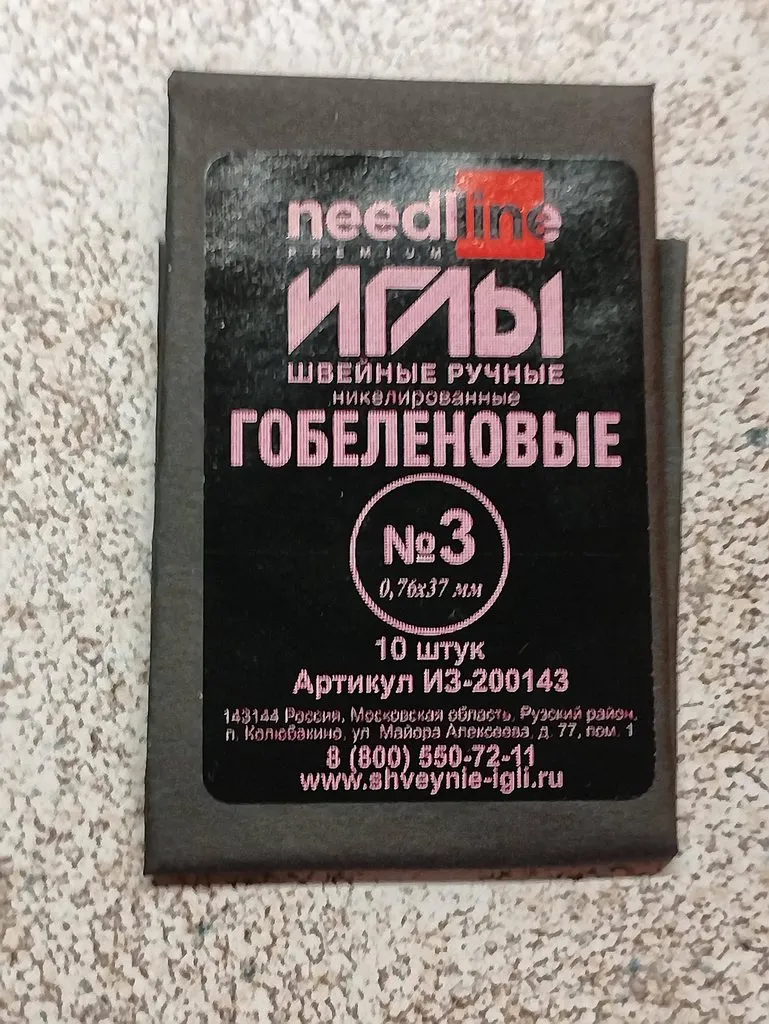 needlline
PREMIUM
ИГЛЫ
ШВЕЙНЫЕ РУЧНЫЕ
никелированные
ГОБЕЛЕНОВЫЕ
№3
0,76х37 мм
10 штук
Артикул ИЗ-200143
143144 Россия, Московская область, Рузский район,
п. Колюбакино, ул. Майора Алексеева, д. 77, пом. 1
8 (800) 550-72-11
www.shveynie-igli.ru